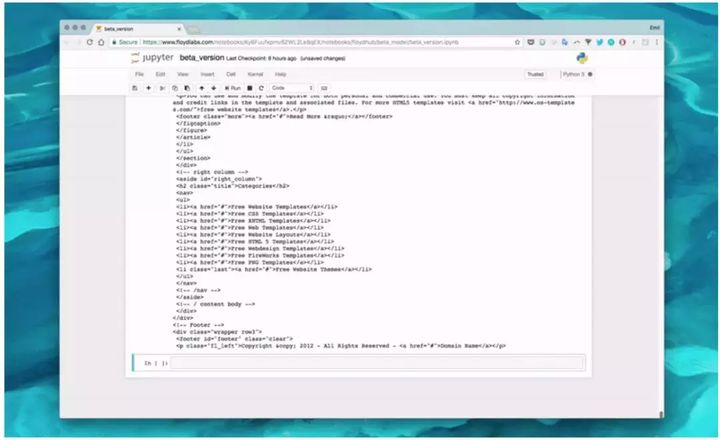 beta_version
Emil
Secure
https://www.floydlabs.com/notebooks/
/notebooks/floydhub/beta_model/beta_version.ipynb
jupyter beta_version Last Checkpoint: 6 hours ago (unsaved changes)
File Edit View Insert Cell Kernel Help
Trusted Python 3
Run Code
<p>You can use and modify the template for both personal and commercial use. You must keep all copyright information
and credit links in the template and associated files. For more HTML5 templates visit <a href="http://www.os-template
s.com/">free website templates</a>.</p>
<footer class="more"><a href="#">Read More &raquo;</a></footer>
</figcaption>
</figure>
</article>
</li>
</ul>
</section>
</div>
<!-- right column -->
<aside id="right_column">
<h2 class="title">Categories</h2>
<nav>
<ul>
<li><a href="#">Free Website Templates</a></li>
<li><a href="#">Free CSS Templates</a></li>
<li><a href="#">Free XHTML Templates</a></li>
<li><a href="#">Free Web Templates</a></li>
<li><a href="#">Free Website Layouts</a></li>
<li><a href="#">Free HTML 5 Templates</a></li>
<li><a href="#">Free Webdesign Templates</a></li>
<li><a href="#">Free FireWorks Templates</a></li>
<li><a href="#">Free PNG Templates</a></li>
<li class="last"><a href="#">Free Website Themes</a></li>
</ul>
</nav>
<!-- /nav -->
</aside>
<!-- / content body -->
</div>
</div>
<!-- Footer -->
<div class="wrapper row3">
<footer id="footer" class="clear">
<p class="fl_left">Copyright &copy; 2012 - All Rights Reserved - <a href="#">Domain Name</a></p>
In [ ]: